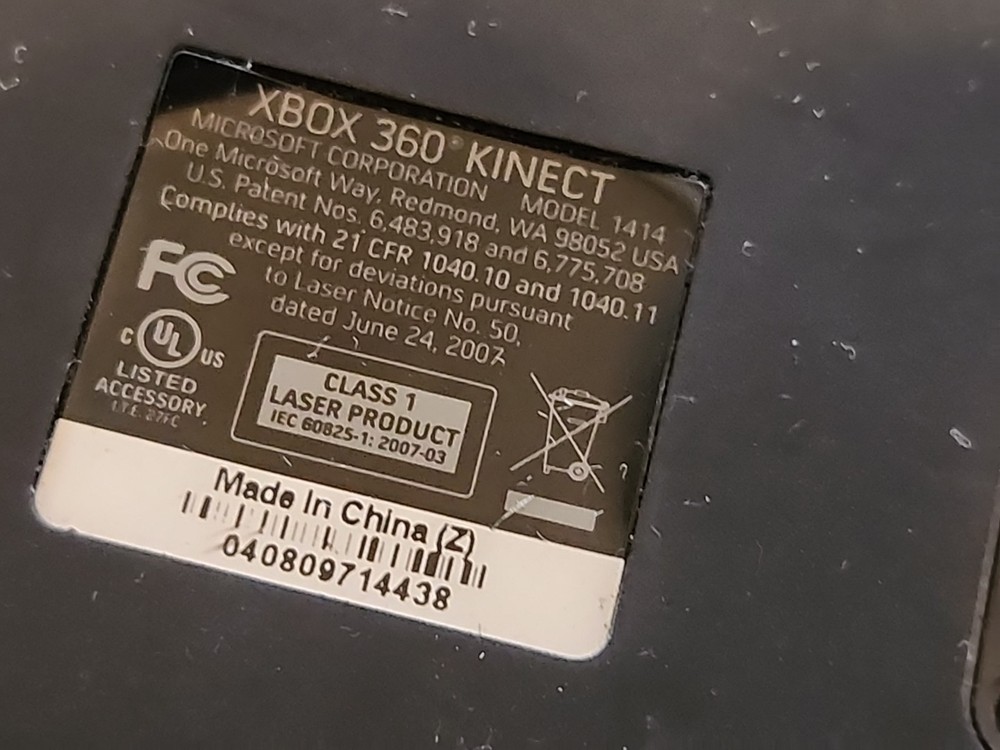 XBOX 360® KINECT
MICROSOFT CORPORATION MODEL 1414
One Microsoft Way, Redmond, WA 98052 USA
U.S. Patent Nos. 6,483,918 and 6,775,708
Complies with 21 CFR 1040.10 and 1040.11
except for deviations pursuant
to Laser Notice No. 50,
dated June 24, 2007
FC
C UL US
LISTED
ACCESSORY
I.T.E. 27FC
CLASS 1
LASER PRODUCT
IEC 60825-1: 2007-03
Made In China (Z)
040809714438